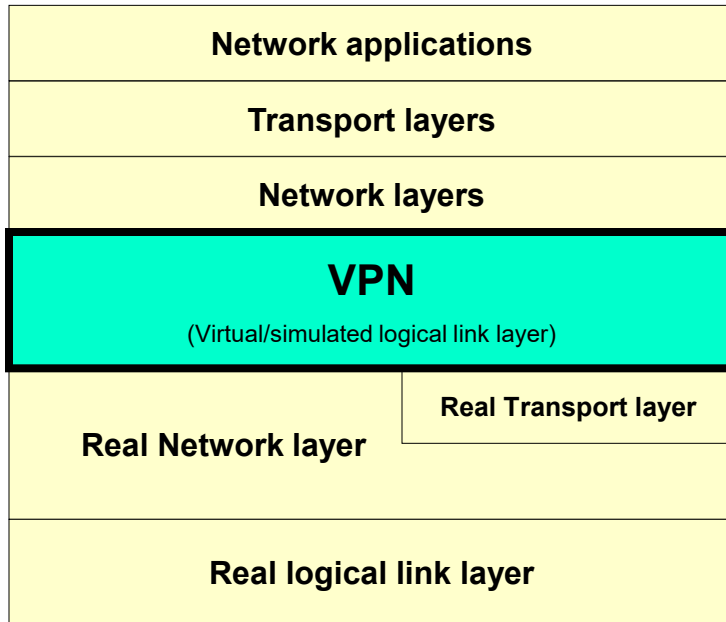 Network applications
Transport layers
Network layers
VPN
(Virtual/simulated logical link layer)
Real Transport layer
Real Network layer
Real logical link layer